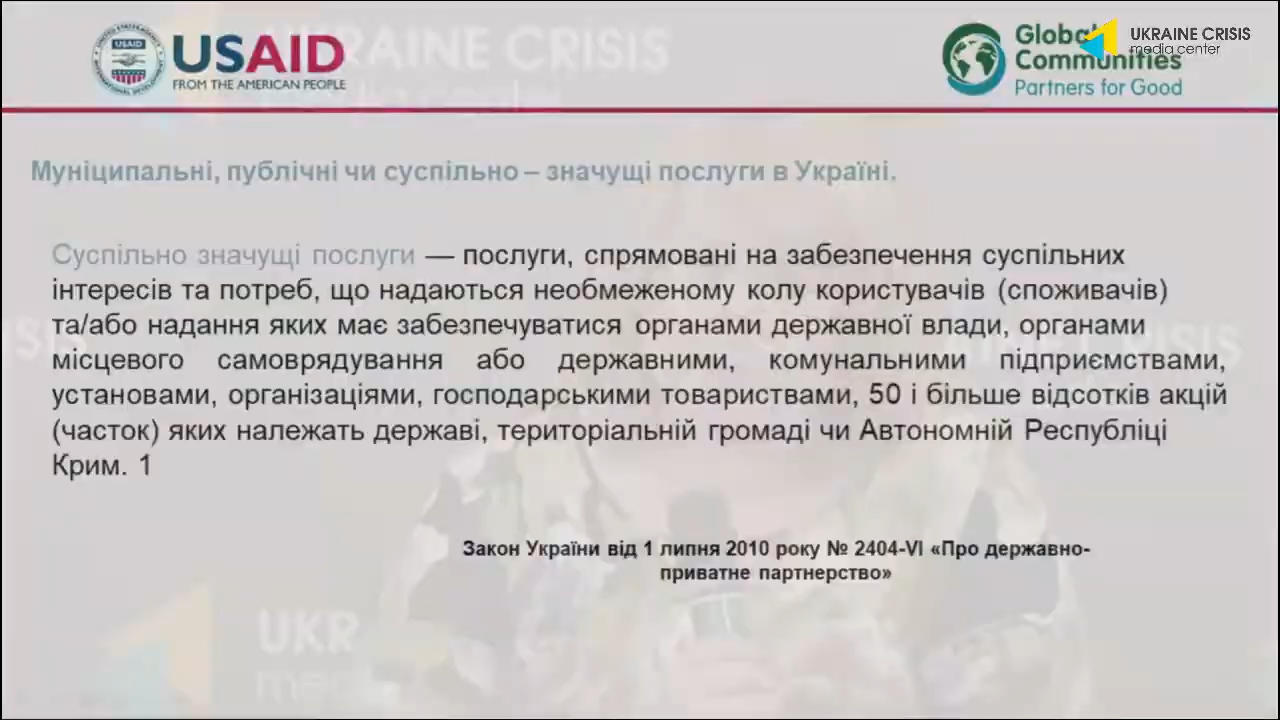 USAID
FROM THE AMERICAN PEOPLE
UKRAINE CRISIS
Global
Communities
Partners for Good
UKRAINE CRISIS
media center
Муніципальні, публічні чи суспільно – значущі послуги в Україні.
Суспільно значущі послуги — послуги, спрямовані на забезпечення суспільних
інтересів та потреб, що надаються необмеженому колу користувачів (споживачів)
та/або надання яких має забезпечуватися органами державної влади, органами
місцевого самоврядування або державними, комунальними підприємствами,
установами, організаціями, господарськими товариствами, 50 і більше відсотків акцій
(часток) яких належать державі, територіальній громаді чи Автономній Республіці
Крим. 1
Закон України від 1 липня 2010 року № 2404-VI «Про державно-
приватне партнерство»
UKR